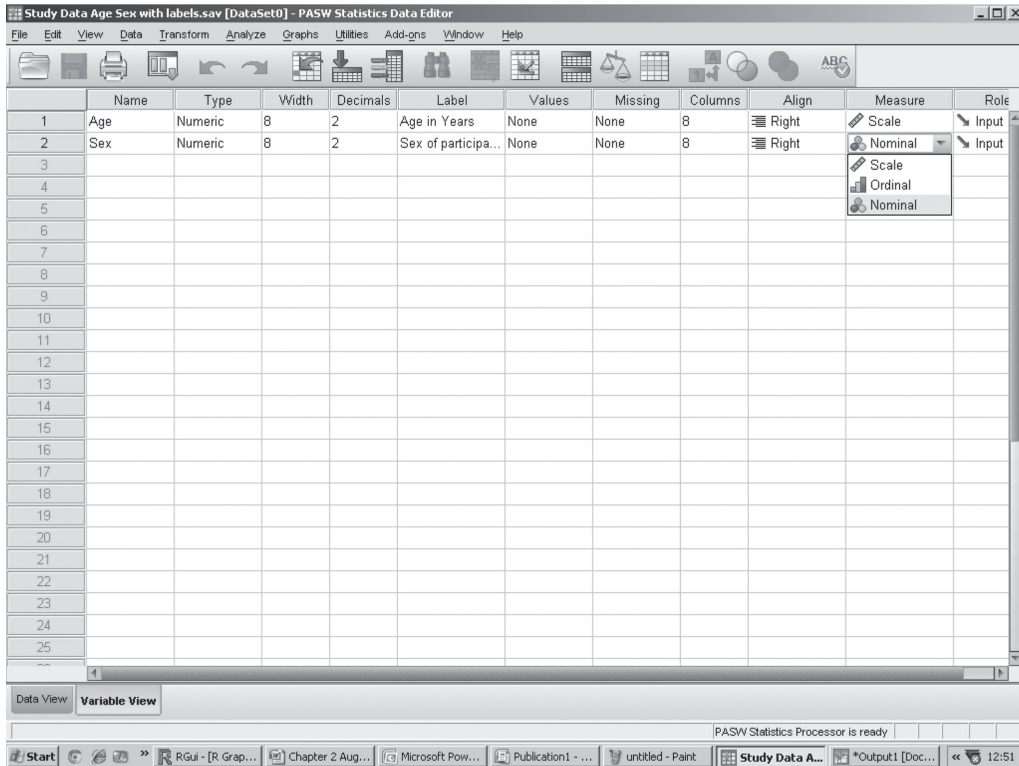 Study Data Age Sex with labels.sav [DataSet0] - PASW Statistics Data Editor
File Edit View Data Transform Analyze Graphs Utilities Add-ons Window Help
Name Type Width Decimals Label Values Missing Columns Align Measure Role
1 Age Numeric 8 2 Age in Years None None 8 Right Scale Input
2 Sex Numeric 8 2 Sex of participa... None None 8 Right Nominal Input
3 Scale
4 Ordinal
5 Nominal
6
7
8
9
10
11
12
13
14
15
16
17
18
19
20
21
22
23
24
25
Data View Variable View
PASW Statistics Processor is ready
Start » RGui - [R Grap... Chapter 2 Aug... Microsoft Pow... Publication1 - ... untitled - Paint Study Data A... *Output1 [Doc... « 12:51